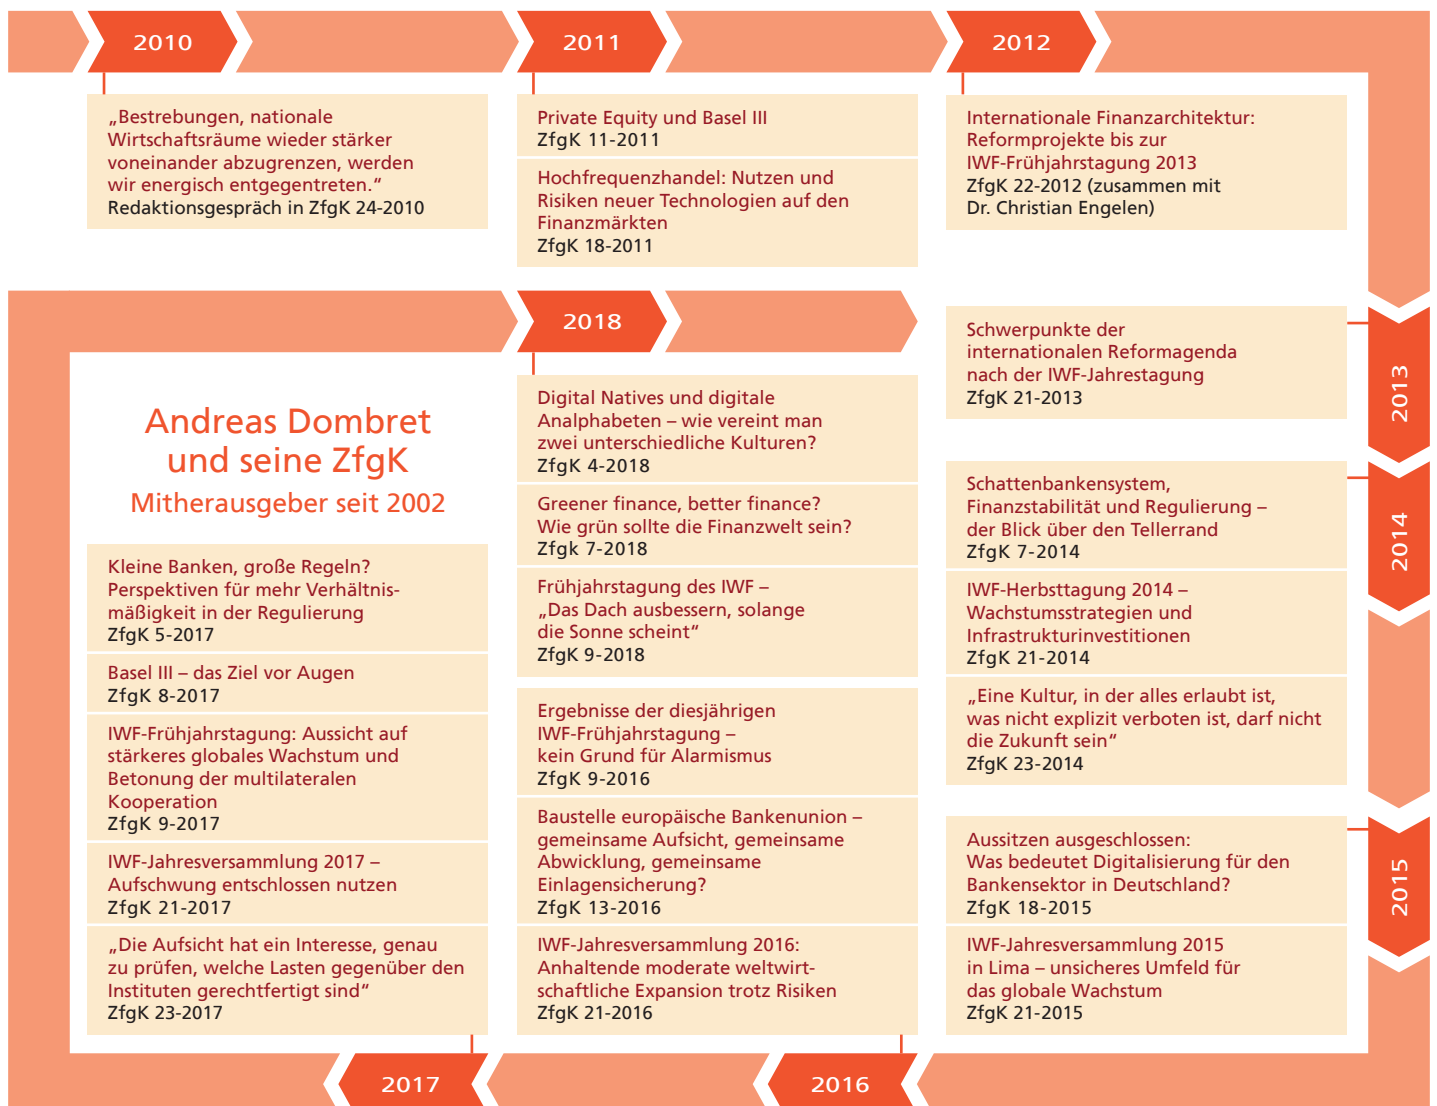 2010
„Bestrebungen, nationale
Wirtschaftsräume wieder stärker
voneinander abzugrenzen, werden
wir energisch entgegentreten.“
Redaktionsgespräch in ZfgK 24-2010
2011
Private Equity und Basel III
ZfgK 11-2011
Hochfrequenzhandel: Nutzen und
Risiken neuer Technologien auf den
Finanzmärkten
ZfgK 18-2011
2012
Internationale Finanzarchitektur:
Reformprojekte bis zur
IWF-Frühjahrstagung 2013
ZfgK 22-2012 (zusammen mit
Dr. Christian Engelen)
2013
Schwerpunkte der
internationalen Reformagenda
nach der IWF-Jahrestagung
ZfgK 21-2013
2014
Schattenbankensystem,
Finanzstabilität und Regulierung –
der Blick über den Tellerrand
ZfgK 7-2014
IWF-Herbsttagung 2014 –
Wachstumsstrategien und
Infrastrukturinvestitionen
ZfgK 21-2014
„Eine Kultur, in der alles erlaubt ist,
was nicht explizit verboten ist, darf nicht
die Zukunft sein“
ZfgK 23-2014
2015
Aussitzen ausgeschlossen:
Was bedeutet Digitalisierung für den
Bankensektor in Deutschland?
ZfgK 18-2015
IWF-Jahresversammlung 2015
in Lima – unsicheres Umfeld für
das globale Wachstum
ZfgK 21-2015
Ergebnisse der diesjährigen
IWF-Frühjahrstagung –
kein Grund für Alarmismus
ZfgK 9-2016
Baustelle europäische Bankenunion –
gemeinsame Aufsicht, gemeinsame
Abwicklung, gemeinsame
Einlagensicherung?
ZfgK 13-2016
IWF-Jahresversammlung 2016:
Anhaltende moderate weltwirt-
schaftliche Expansion trotz Risiken
ZfgK 21-2016
2016
Andreas Dombret
und seine ZfgK
Mitherausgeber seit 2002
Kleine Banken, große Regeln?
Perspektiven für mehr Verhältnis-
mäßigkeit in der Regulierung
ZfgK 5-2017
Basel III – das Ziel vor Augen
ZfgK 8-2017
IWF-Frühjahrstagung: Aussicht auf
stärkeres globales Wachstum und
Betonung der multilateralen
Kooperation
ZfgK 9-2017
IWF-Jahresversammlung 2017 –
Aufschwung entschlossen nutzen
ZfgK 21-2017
„Die Aufsicht hat ein Interesse, genau
zu prüfen, welche Lasten gegenüber den
Instituten gerechtfertigt sind“
ZfgK 23-2017
2017
2018
Digital Natives und digitale
Analphabeten – wie vereint man
zwei unterschiedliche Kulturen?
ZfgK 4-2018
Greener finance, better finance?
Wie grün sollte die Finanzwelt sein?
Zfgk 7-2018
Frühjahrstagung des IWF –
„Das Dach ausbessern, solange
die Sonne scheint“
ZfgK 9-2018